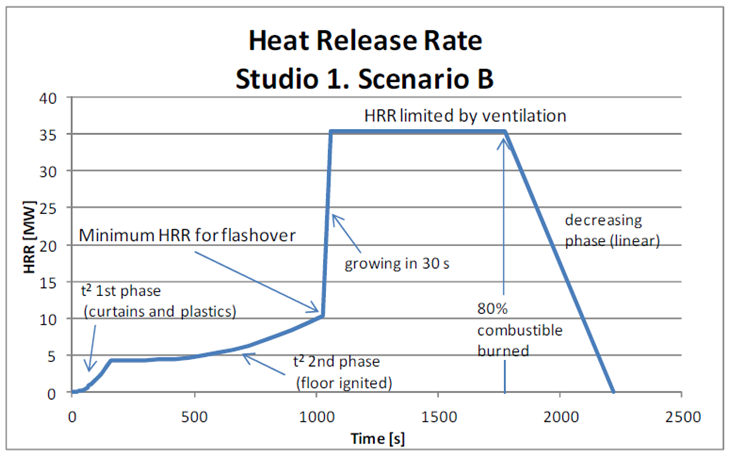 Heat Release Rate
Studio 1. Scenario B
40
35
30
25
20
15
10
5
0
HRR [MW]
HRR limited by ventilation
Minimum HRR for flashover
growing in 30 s
decreasing
phase (linear)
t² 1st phase
(curtains and plastics)
t² 2nd phase
(floor ignited)
80%
combustible
burned
0
500
1000
1500
2000
2500
Time [s]